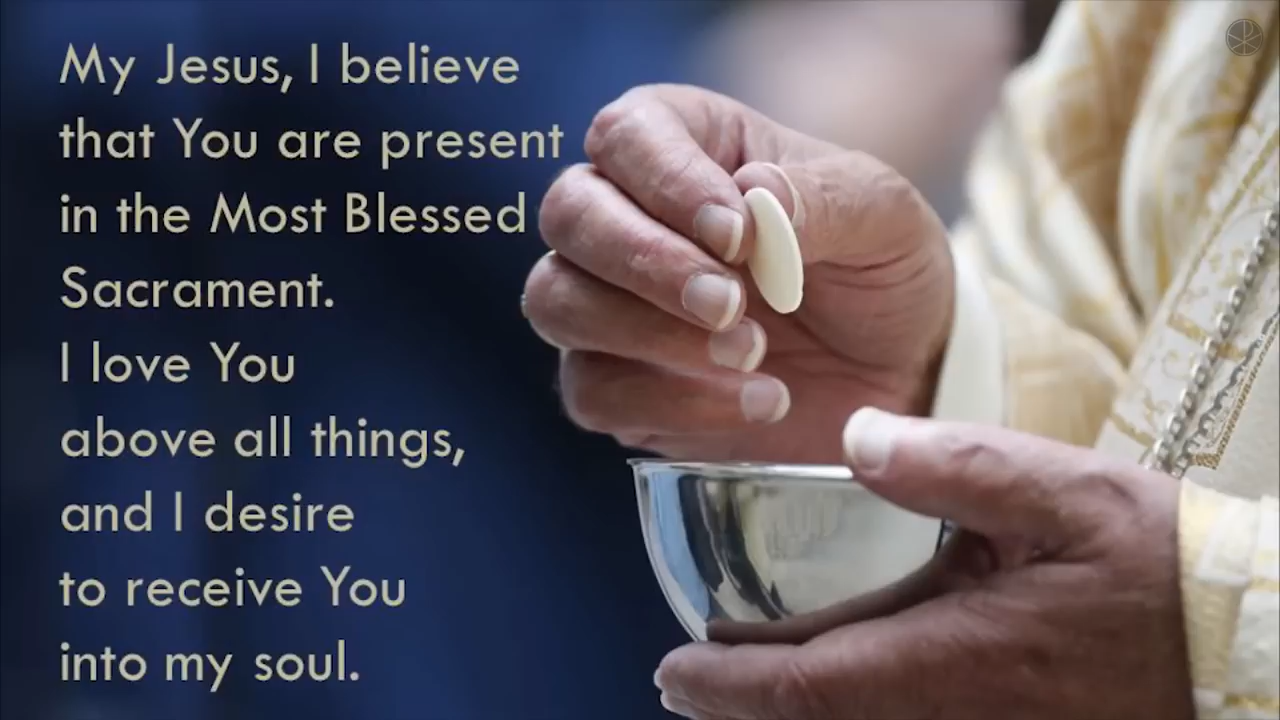 My Jesus, I believe
that You are present
in the Most Blessed
Sacrament.
I love You
above all things,
and I desire
to receive You
into my soul.